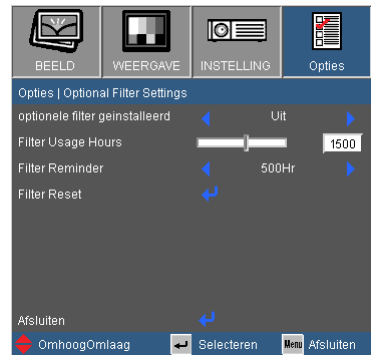 BEELD WEERGAVE INSTELLING Opties
Opties | Optional Filter Settings
optionele filter geinstalleerd Uit
Filter Usage Hours 1500
Filter Reminder 500Hr
Filter Reset
Afsluiten
OmhoogOmlaag Selecteren Menu Afsluiten